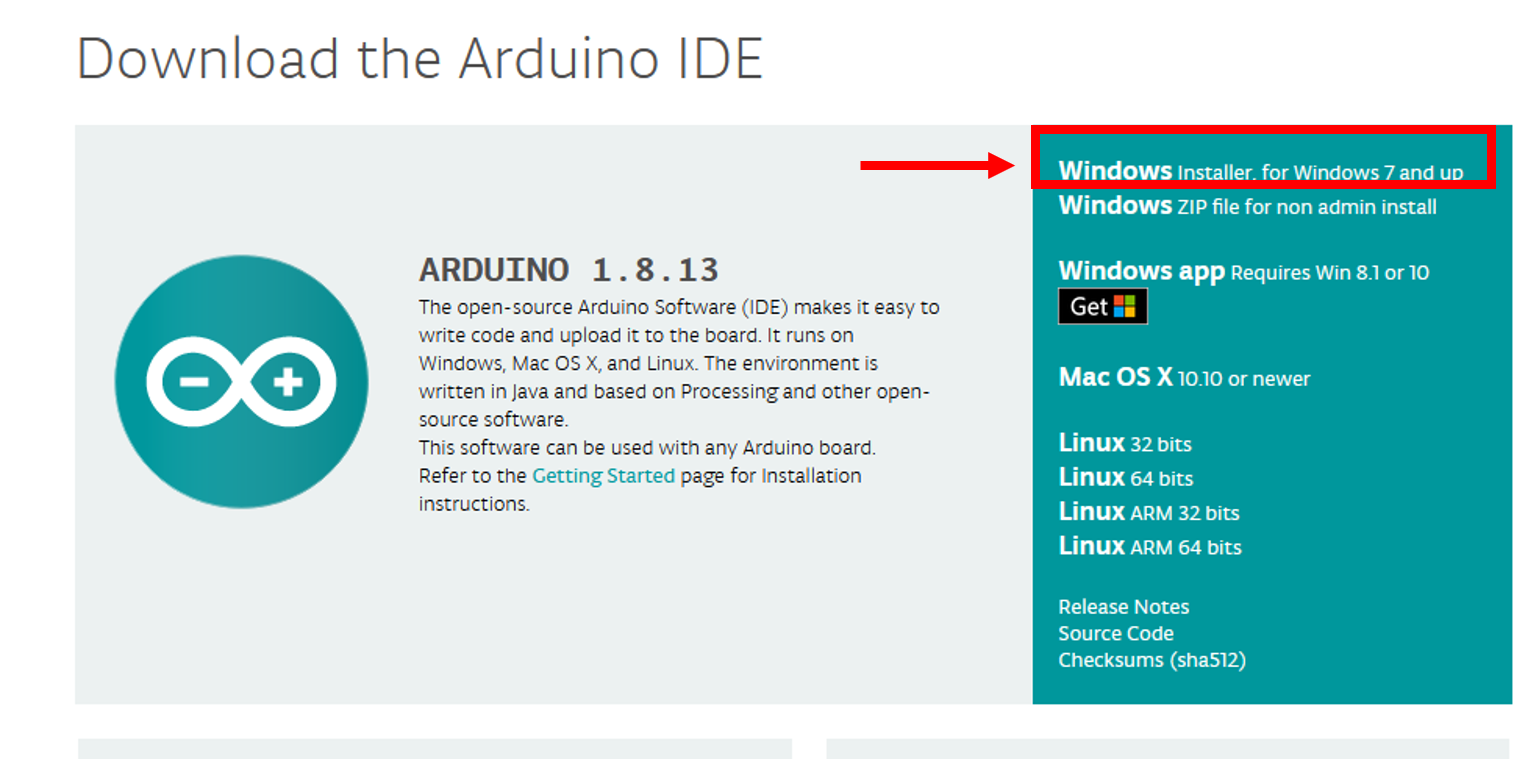 Download the Arduino IDE
ARDUINO 1.8.13
The open-source Arduino Software (IDE) makes it easy to
write code and upload it to the board. It runs on
Windows, Mac OS X, and Linux. The environment is
written in Java and based on Processing and other open-
source software.
This software can be used with any Arduino board.
Refer to the Getting Started page for Installation
instructions.
Windows Installer, for Windows 7 and up
Windows ZIP file for non admin install
Windows app Requires Win 8.1 or 10
Get
Mac OS X 10.10 or newer
Linux 32 bits
Linux 64 bits
Linux ARM 32 bits
Linux ARM 64 bits
Release Notes
Source Code
Checksums (sha512)